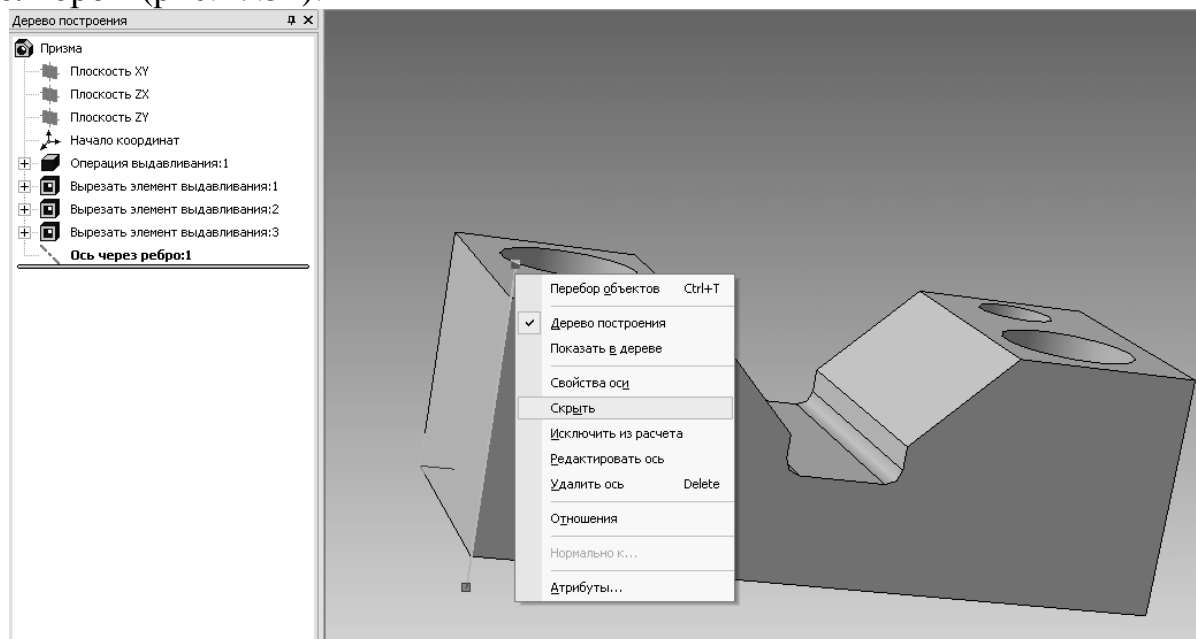 Дерево построения
Призма
Плоскость XY
Плоскость ZX
Плоскость ZY
Начало координат
Операция выдавливания:1
Вырезать элемент выдавливания:1
Вырезать элемент выдавливания:2
Вырезать элемент выдавливания:3
Ось через ребро:1
Перебор объектов Ctrl+T
Дерево построения
Показать в дереве
Свойства оси
Скрыть
Исключить из расчета
Редактировать ось
Удалить ось Delete
Отношения
Нормально к...
Атрибуты...